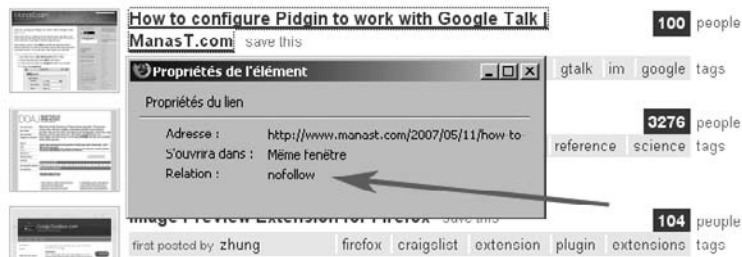 How to configure Pidgin to work with Google Talk |
ManasT.com save this
100 people
gtalk im google tags
Propriétés de l'élément
Propriétés du lien
Adresse : http://www.manast.com/2007/05/11/how-to-
S'ouvrira dans : Même fenêtre
Relation : nofollow
3276 people
reference science tags
Image Preview Extension for Firefox save this
104 people
first posted by zhung firefox craigslist extension plugin extensions tags